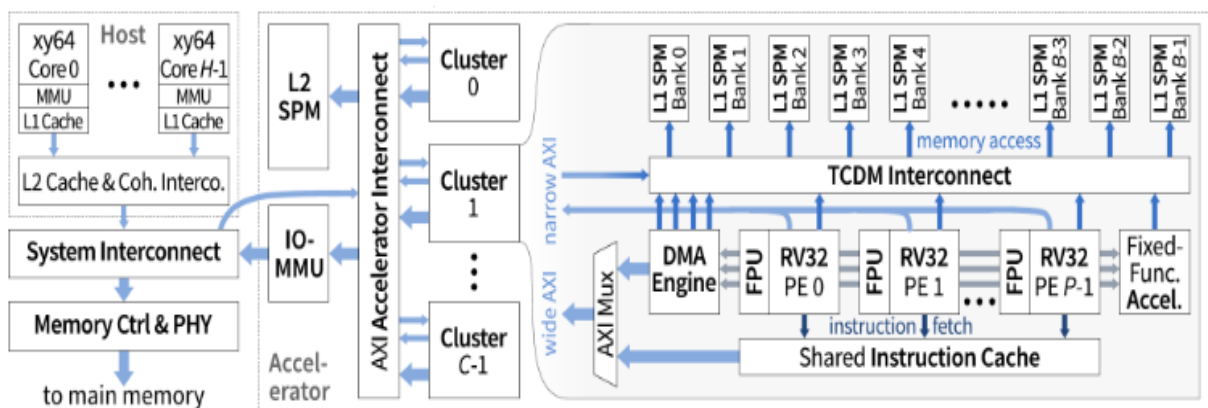 Host
xy64
Core 0
MMU
L1 Cache
•••
xy64
Core H-1
MMU
L1 Cache
L2 Cache & Coh. Interco.
System Interconnect
Memory Ctrl & PHY
to main memory
L2
SPM
IO-
MMU
Accel-
erator
AXI Accelerator Interconnect
Cluster
0
Cluster
1
Cluster
C-1
narrow AXI
wide AXI
L1 SPM
Bank 0
L1 SPM
Bank 1
L1 SPM
Bank 2
L1 SPM
Bank 3
L1 SPM
Bank 4
•••••
L1 SPM
Bank B-3
L1 SPM
Bank B-2
L1 SPM
Bank B-1
memory access
TCDM Interconnect
AXI Mux
DMA
Engine
FPU
RV32
PE 0
FPU
RV32
PE 1
•••
FPU
RV32
PE P-1
Fixed-
Func.
Accel.
instruction fetch
Shared Instruction Cache